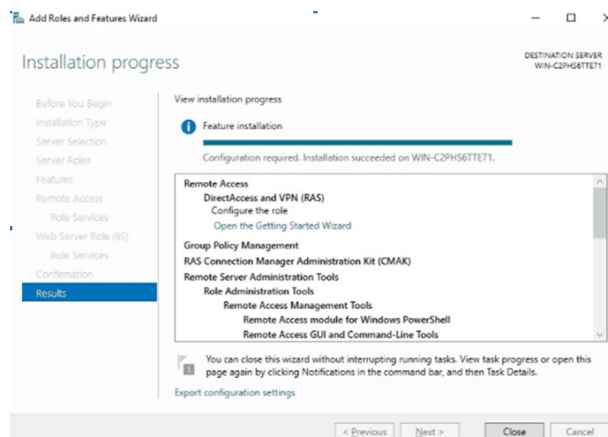 Add Roles and Features Wizard
Installation progress
DESTINATION SERVER
WIN-C2PHS6TTE71
Before You Begin
Installation Type
Server Selection
Server Roles
Features
Remote Access
Role Services
Web Server Role (IIS)
Role Services
Confirmation
Results
View installation progress
Feature installation
Configuration required. Installation succeeded on WIN-C2PHS6TTE71.
Remote Access
DirectAccess and VPN (RAS)
Configure the role
Open the Getting Started Wizard
Group Policy Management
RAS Connection Manager Administration Kit (CMAK)
Remote Server Administration Tools
Role Administration Tools
Remote Access Management Tools
Remote Access module for Windows PowerShell
Remote Access GUI and Command-Line Tools
1
You can close this wizard without interrupting running tasks. View task progress or open this
page again by clicking Notifications in the command bar, and then Task Details.
Export configuration settings
< Previous
Next >
Close
Cancel